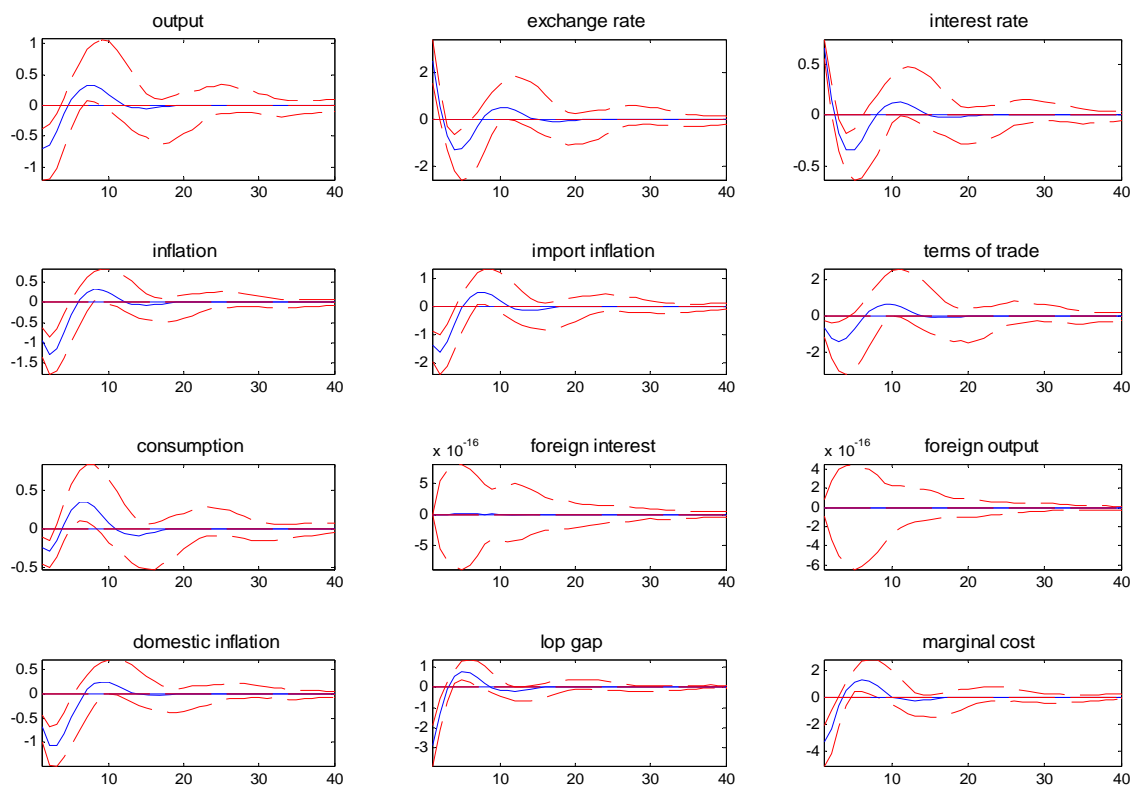 output exchange rate interest rate
1
0.5
0
-0.5
-1
10 20 30 40
2
0
-2
10 20 30 40
0.5
0
-0.5
10 20 30 40
inflation import inflation terms of trade
0.5
0
-0.5
-1
-1.5
10 20 30 40
1
0
-1
-2
10 20 30 40
2
0
-2
10 20 30 40
consumption foreign interest foreign output
0.5
0
-0.5
10 20 30 40
x 10-16
5
0
-5
10 20 30 40
x 10-16
4
2
0
-2
-4
-6
10 20 30 40
domestic inflation lop gap marginal cost
0.5
0
-0.5
-1
10 20 30 40
1
0
-1
-2
-3
10 20 30 40
2
0
-2
-4
10 20 30 40